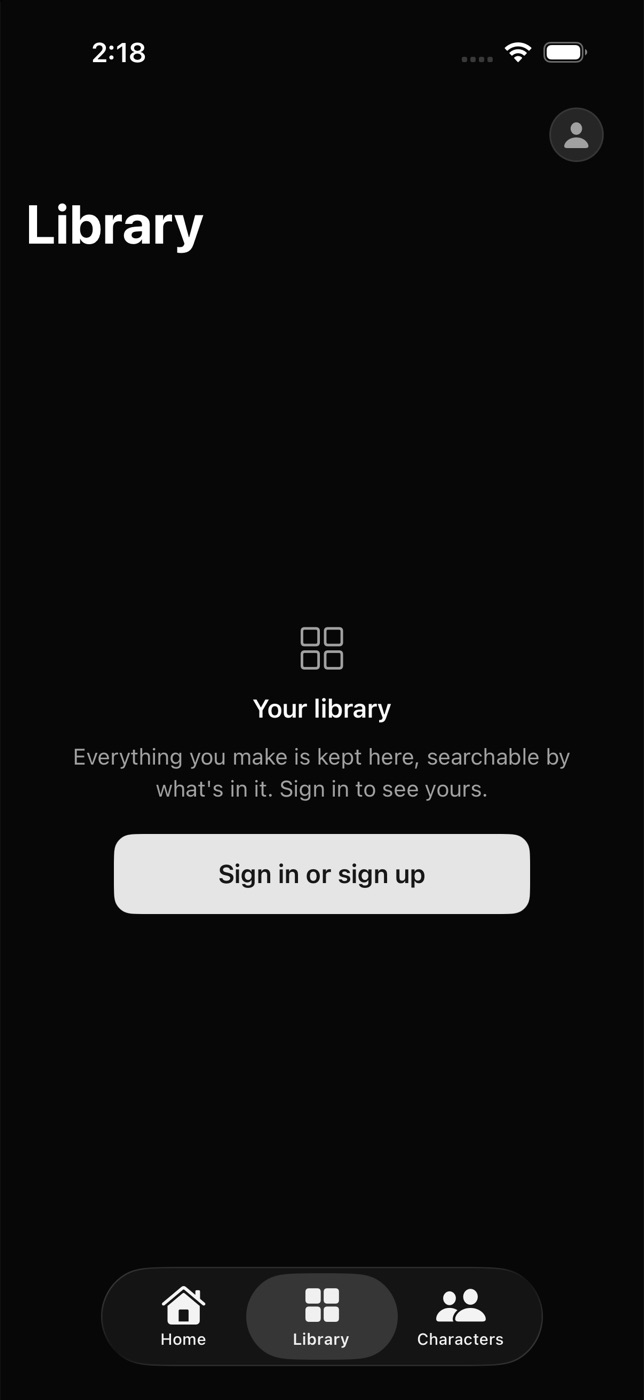 2:18
Library
Your library
Everything you make is kept here, searchable by
what's in it. Sign in to see yours.
Sign in or sign up
Home
Library
Characters